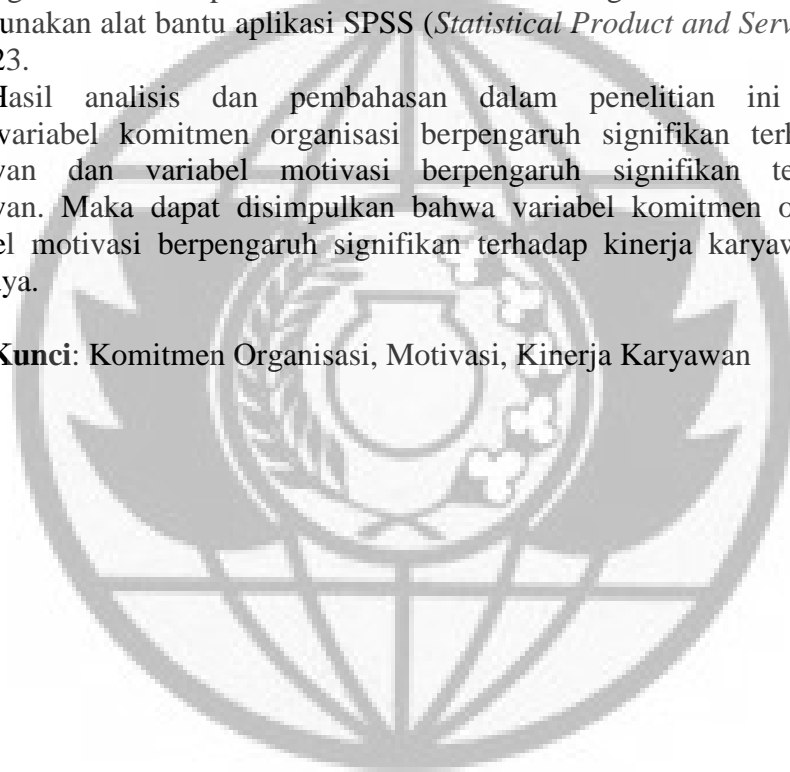 unakan alat bantu aplikasi SPSS (Statistical Product and Serv
23.
Hasil analisis dan pembahasan dalam penelitian ini
variabel komitmen organisasi berpengaruh signifikan terh
van dan variabel motivasi berpengaruh signifikan te
van. Maka dapat disimpulkan bahwa variabel komitmen o
el motivasi berpengaruh signifikan terhadap kinerja karyaw
ya.
Kunci: Komitmen Organisasi, Motivasi, Kinerja Karyawan